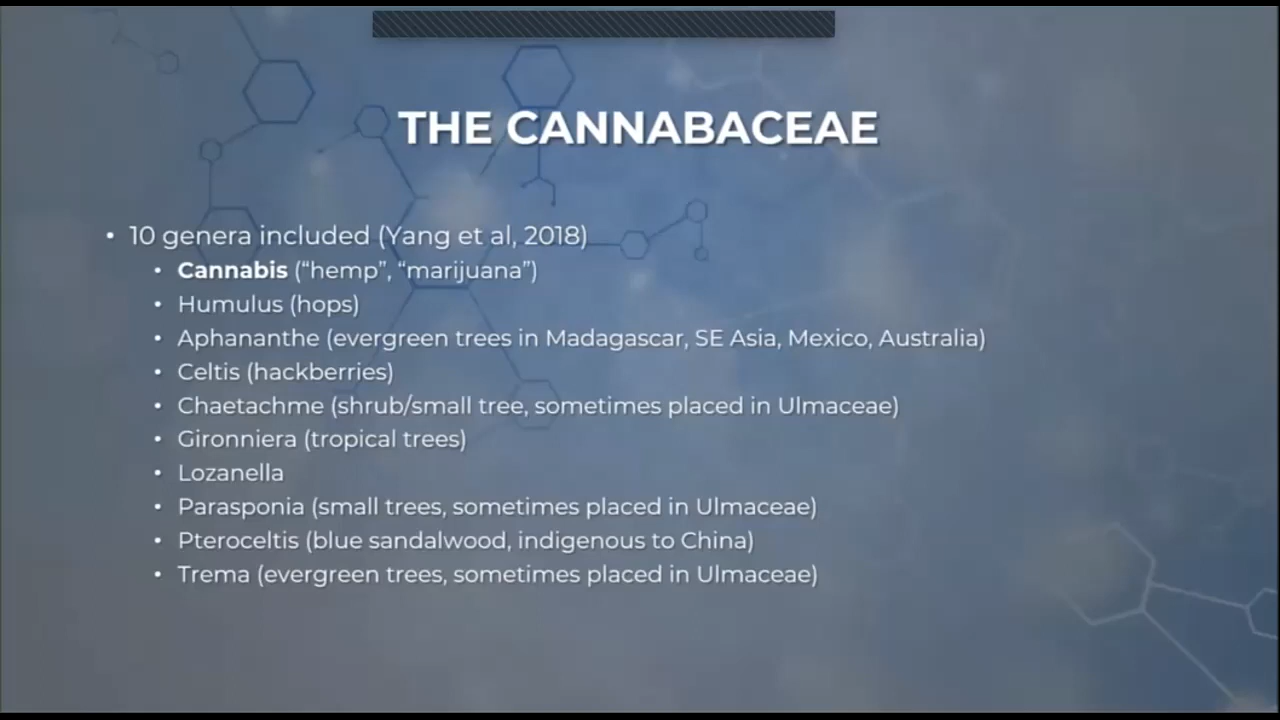 THE CANNABACEAE
• 10 genera included (Yang et al, 2018)
• Cannabis (“hemp”, “marijuana”)
• Humulus (hops)
• Aphananthe (evergreen trees in Madagascar, SE Asia, Mexico, Australia)
• Celtis (hackberries)
• Chaetachme (shrub/small tree, sometimes placed in Ulmaceae)
• Gironniera (tropical trees)
• Lozanella
• Parasponia (small trees, sometimes placed in Ulmaceae)
• Pteroceltis (blue sandalwood, indigenous to China)
• Trema (evergreen trees, sometimes placed in Ulmaceae)